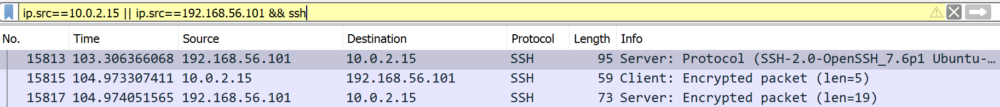 ip.src==10.0.2.15 || ip.src==192.168.56.101 && ssh
No. Time Source Destination Protocol Length Info
15813 103.306366068 192.168.56.101 10.0.2.15 SSH 95 Server: Protocol (SSH-2.0-OpenSSH_7.6p1 Ubuntu-…
15815 104.973307411 10.0.2.15 192.168.56.101 SSH 59 Client: Encrypted packet (len=5)
15817 104.974051565 192.168.56.101 10.0.2.15 SSH 73 Server: Encrypted packet (len=19)